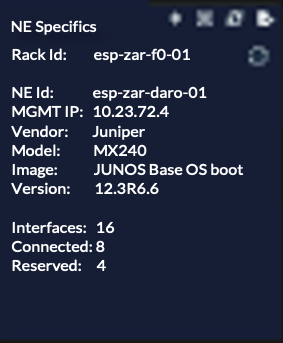 NE Specifics
Rack Id: esp-zar-f0-01
NE Id: esp-zar-daro-01
MGMT IP: 10.23.72.4
Vendor: Juniper
Model: MX240
Image: JUNOS Base OS boot
Version: 12.3R6.6
Interfaces: 16
Connected: 8
Reserved: 4